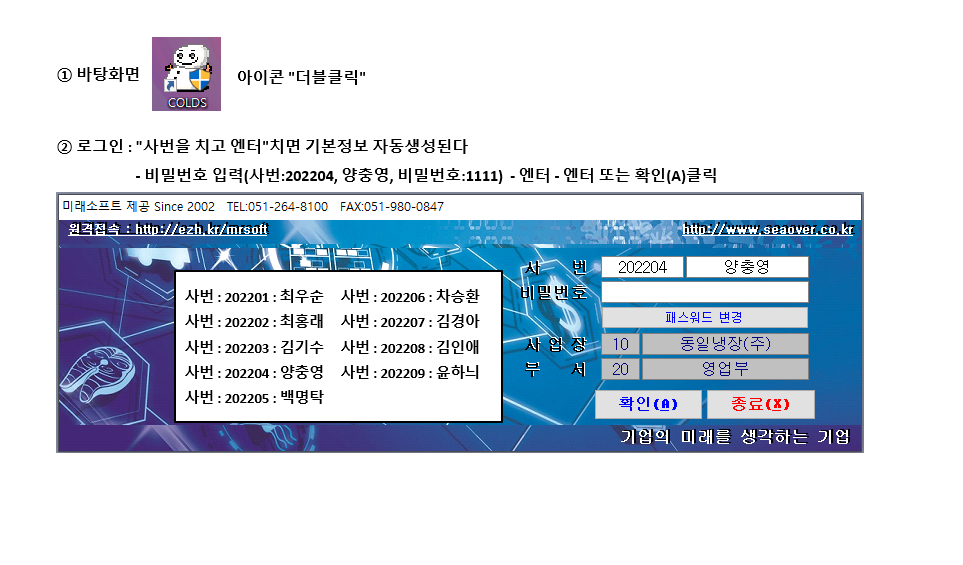 ① 바탕화면
COLDS
아이콘 "더블클릭"
② 로그인 : "사번을 치고 엔터"치면 기본정보 자동생성된다
- 비밀번호 입력(사번:202204, 양충영, 비밀번호:1111) - 엔터 - 엔터 또는 확인(A)클릭
미래소프트 제공 Since 2002 TEL:051-264-8100 FAX:051-980-0847
원격접속 : http://ezh.kr/mrsoft
http://www.seaover.co.kr
사번 : 202201 : 최우순 사번 : 202206 : 차승환
사번 : 202202 : 최홍래 사번 : 202207 : 김경아
사번 : 202203 : 김기수 사번 : 202208 : 김인애
사번 : 202204 : 양충영 사번 : 202209 : 윤하늬
사번 : 202205 : 백명탁
사 번 202204 양충영
비밀번호
패스워드 변경
사 업 장 10 동일냉장(주)
부 서 20 영업부
확인(A) 종료(X)
기업의 미래를 생각하는 기업